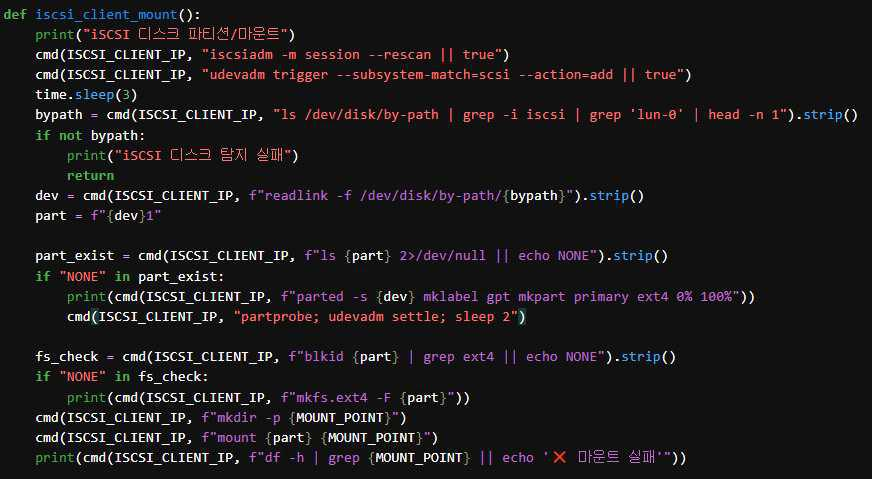 def iscsi_client_mount():
    print("iSCSI 디스크 파티션/마운트")
    cmd(ISCSI_CLIENT_IP, "iscsiadm -m session --rescan || true")
    cmd(ISCSI_CLIENT_IP, "udevadm trigger --subsystem-match=scsi --action=add || true")
    time.sleep(3)
    bypath = cmd(ISCSI_CLIENT_IP, "ls /dev/disk/by-path | grep -i iscsi | grep 'lun-0' | head -n 1").strip()
    if not bypath:
        print("iSCSI 디스크 탐지 실패")
        return
    dev = cmd(ISCSI_CLIENT_IP, f"readlink -f /dev/disk/by-path/{bypath}").strip()
    part = f"{dev}1"

    part_exist = cmd(ISCSI_CLIENT_IP, f"ls {part} 2>/dev/null || echo NONE").strip()
    if "NONE" in part_exist:
        print(cmd(ISCSI_CLIENT_IP, f"parted -s {dev} mklabel gpt mkpart primary ext4 0% 100%"))
        cmd(ISCSI_CLIENT_IP, "partprobe; udevadm settle; sleep 2")

    fs_check = cmd(ISCSI_CLIENT_IP, f"blkid {part} | grep ext4 || echo NONE").strip()
    if "NONE" in fs_check:
        print(cmd(ISCSI_CLIENT_IP, f"mkfs.ext4 -F {part}"))
    cmd(ISCSI_CLIENT_IP, f"mkdir -p {MOUNT_POINT}")
    cmd(ISCSI_CLIENT_IP, f"mount {part} {MOUNT_POINT}")
    print(cmd(ISCSI_CLIENT_IP, f"df -h | grep {MOUNT_POINT} || echo '❌ 마운트 실패'"))